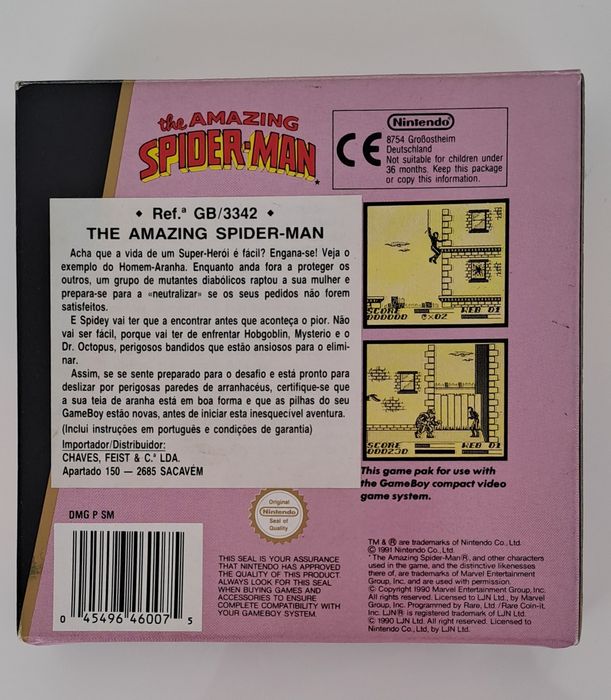 the AMAZING
SPIDER-MAN
Nintendo
CE
8754 Großostheim
Deutschland
Not suitable for children under
36 months. Keep this package
or copy this information.
• Ref.ª GB/3342 •
THE AMAZING SPIDER-MAN
Acha que a vida de um Super-Herói é fácil? Engana-se! Veja o
exemplo do Homem-Aranha. Enquanto anda fora a proteger os
outros, um grupo de mutantes diabólicos raptou a sua mulher e
prepara-se para a «neutralizar» se os seus pedidos não forem
satisfeitos.
E Spidey vai ter que a encontrar antes que aconteça o pior. Não
vai ser fácil, porque vai ter de enfrentar Hobgoblin, Mysterio e o
Dr. Octopus, perigosos bandidos que estão ansiosos para o elimi-
nar.
Assim, se se sente preparado para o desafio e está pronto para
deslizar por perigosas paredes de arranhacéus, certifique-se que
a sua teia de aranha está em boa forma e que as pilhas do seu
GameBoy estão novas, antes de iniciar esta inesquecível aventura.
(Inclui instruções em português e condições de garantia)
Importador/Distribuidor:
CHAVES, FEIST & C.ª LDA.
Apartado 150 — 2685 SACAVÉM
SCORE
000000 ×02 WEB 01
SCORE WEB 01
000230
This game pak for use with
the GameBoy compact video
game system.
DMG P SM
0 45496 46007 5
Original
Nintendo
Seal of
Quality
THIS SEAL IS YOUR ASSURANCE
THAT NINTENDO HAS APPROVED
THE QUALITY OF THIS PRODUCT.
ALWAYS LOOK FOR THIS SEAL
WHEN BUYING GAMES AND
ACCESSORIES TO ENSURE
COMPLETE COMPATIBILITY WITH
YOUR GAMEBOY SYSTEM.
TM & ® are trademarks of Nintendo Co., Ltd.
© 1991 Nintendo Co., Ltd.
"The Amazing Spider-Man®, and other characters
used in the game, and the distinctive likenesses
there of, are trademarks of Marvel Entertainment
Group, Inc. and are used with permission.
© Copyright 1990 Marvel Entertainment Group, Inc.
All rights reserved. Licensed to LJN Ltd., by Marvel
Group, Inc. Programmed by Rare, Ltd./Rare Coin-it.
Inc. LJN® is registered trademark of LJN Ltd.
© 1990 LJN Ltd. All right reserved. Licensed to
Nintendo Co., Ltd., by LJN Ltd.